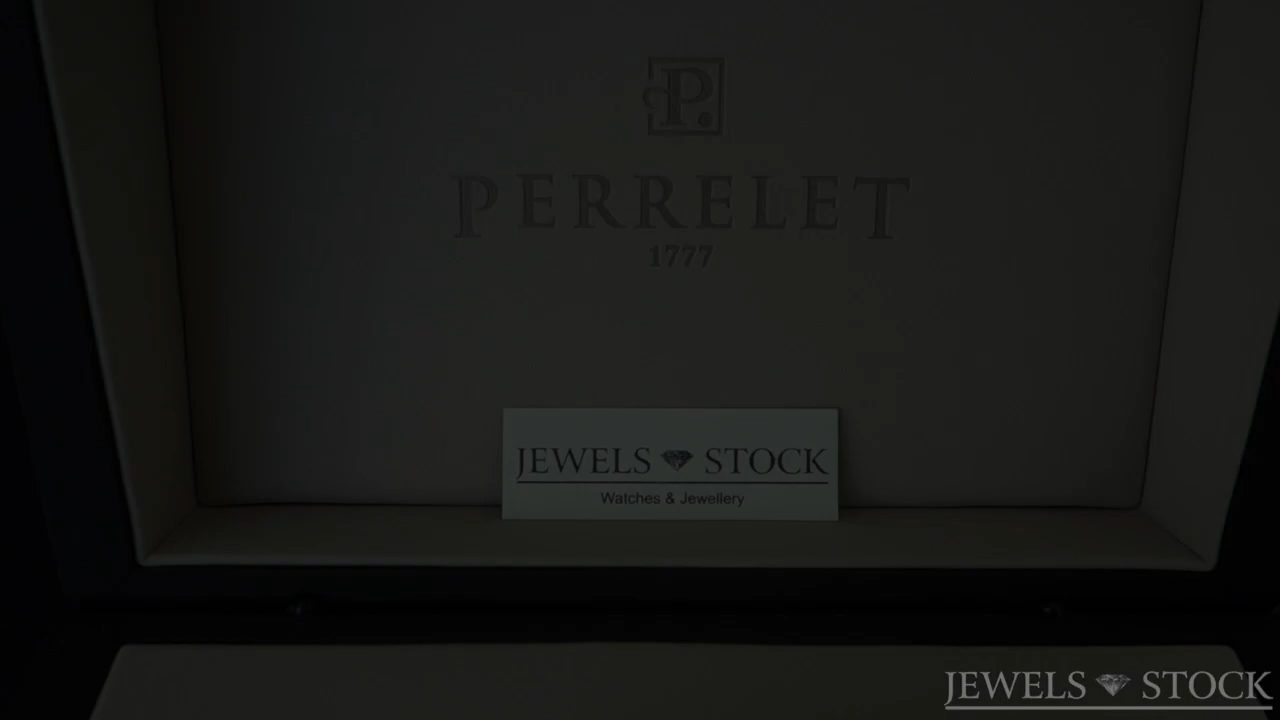 P.
PERRELET
1777
JEWELS STOCK
Watches & Jewellery
JEWELS STOCK